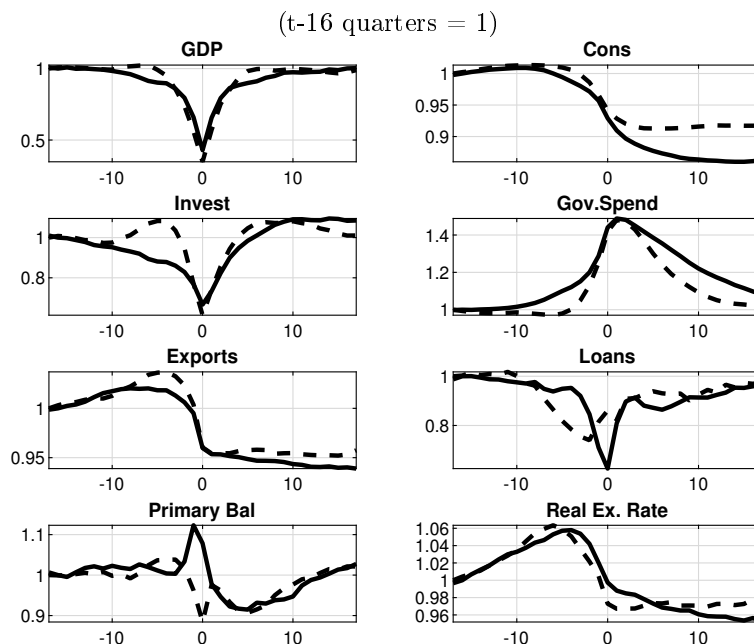 (t-16 quarters = 1)
GDP
1
0.5
-10 0 10
Cons
1
0.95
0.9
-10 0 10
Invest
1
0.8
-10 0 10
Gov.Spend
1.4
1.2
1
-10 0 10
Exports
1
0.95
-10 0 10
Loans
1
0.8
-10 0 10
Primary Bal
1.1
1
0.9
-10 0 10
Real Ex. Rate
1.06
1.04
1.02
1
0.98
0.96
-10 0 10